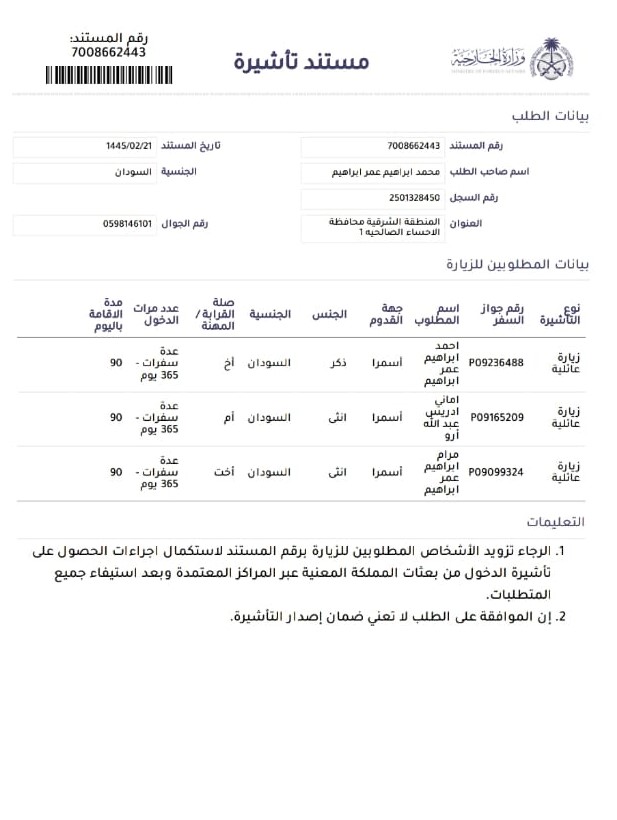 رقم المستند:
7008662443
مستند تأشيرة
وزارة الخارجية
MINISTRY OF FOREIGN AFFAIRS
بيانات الطلب
رقم المستند 7008662443 تاريخ المستند 1445/02/21
اسم صاحب الطلب محمد ابراهيم عمر ابراهيم الجنسية السودان
رقم السجل 2501328450
العنوان المنطقة الشرقية محافظة الاحساء الصالحيه 1 رقم الجوال 0598146101
بيانات المطلوبين للزيارة
نوع التأشيرة رقم جواز السفر اسم المطلوب جهة القدوم الجنس الجنسية صلة القرابة / المهنة عدد مرات الدخول مدة الاقامة باليوم
زيارة عائلية P09236488 احمد ابراهيم عمر ابراهيم أسمرا ذكر السودان أخ عدة سفرات - 365 يوم 90
زيارة عائلية P09165209 اماني ادريس عبد الله أرو أسمرا انثى السودان أم عدة سفرات - 365 يوم 90
زيارة عائلية P09099324 مرام ابراهيم عمر ابراهيم أسمرا انثى السودان أخت عدة سفرات - 365 يوم 90
التعليمات
1. الرجاء تزويد الأشخاص المطلوبين للزيارة برقم المستند لاستكمال اجراءات الحصول على
تأشيرة الدخول من بعثات المملكة المعنية عبر المراكز المعتمدة وبعد استيفاء جميع
المتطلبات.
2. إن الموافقة على الطلب لا تعني ضمان إصدار التأشيرة.